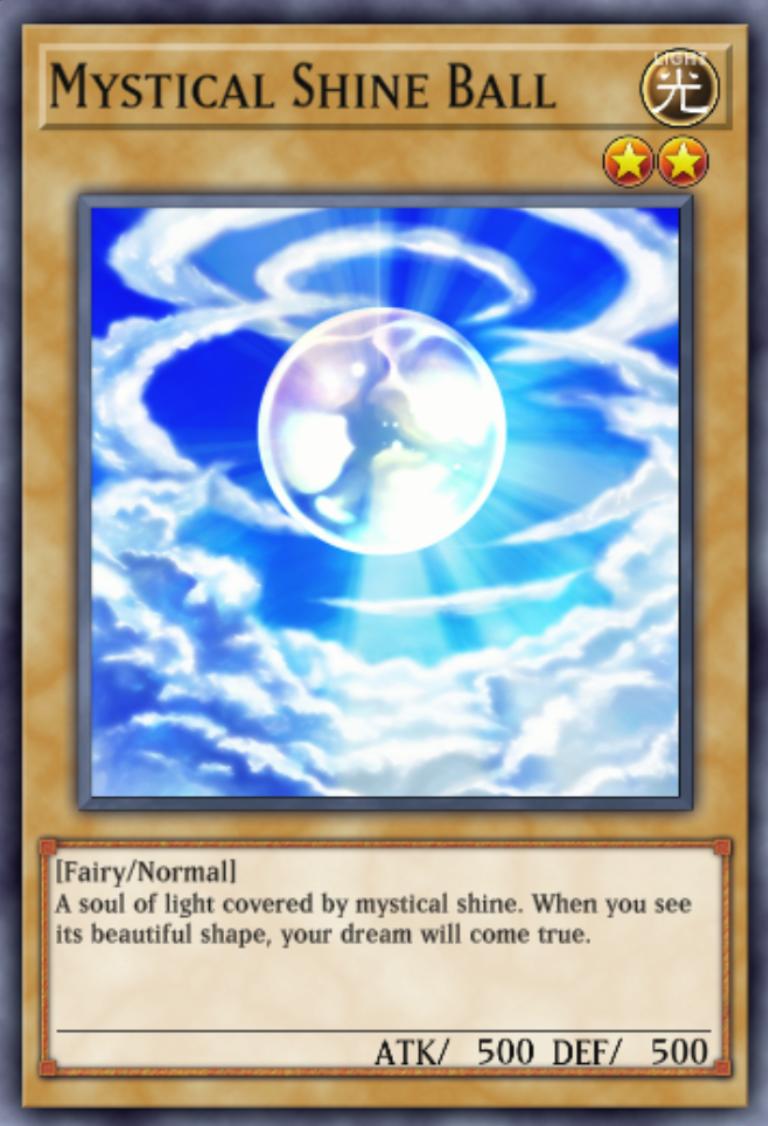 Mystical Shine Ball
LIGHT
光
[Fairy/Normal]
A soul of light covered by mystical shine. When you see
its beautiful shape, your dream will come true.
ATK/ 500 DEF/ 500